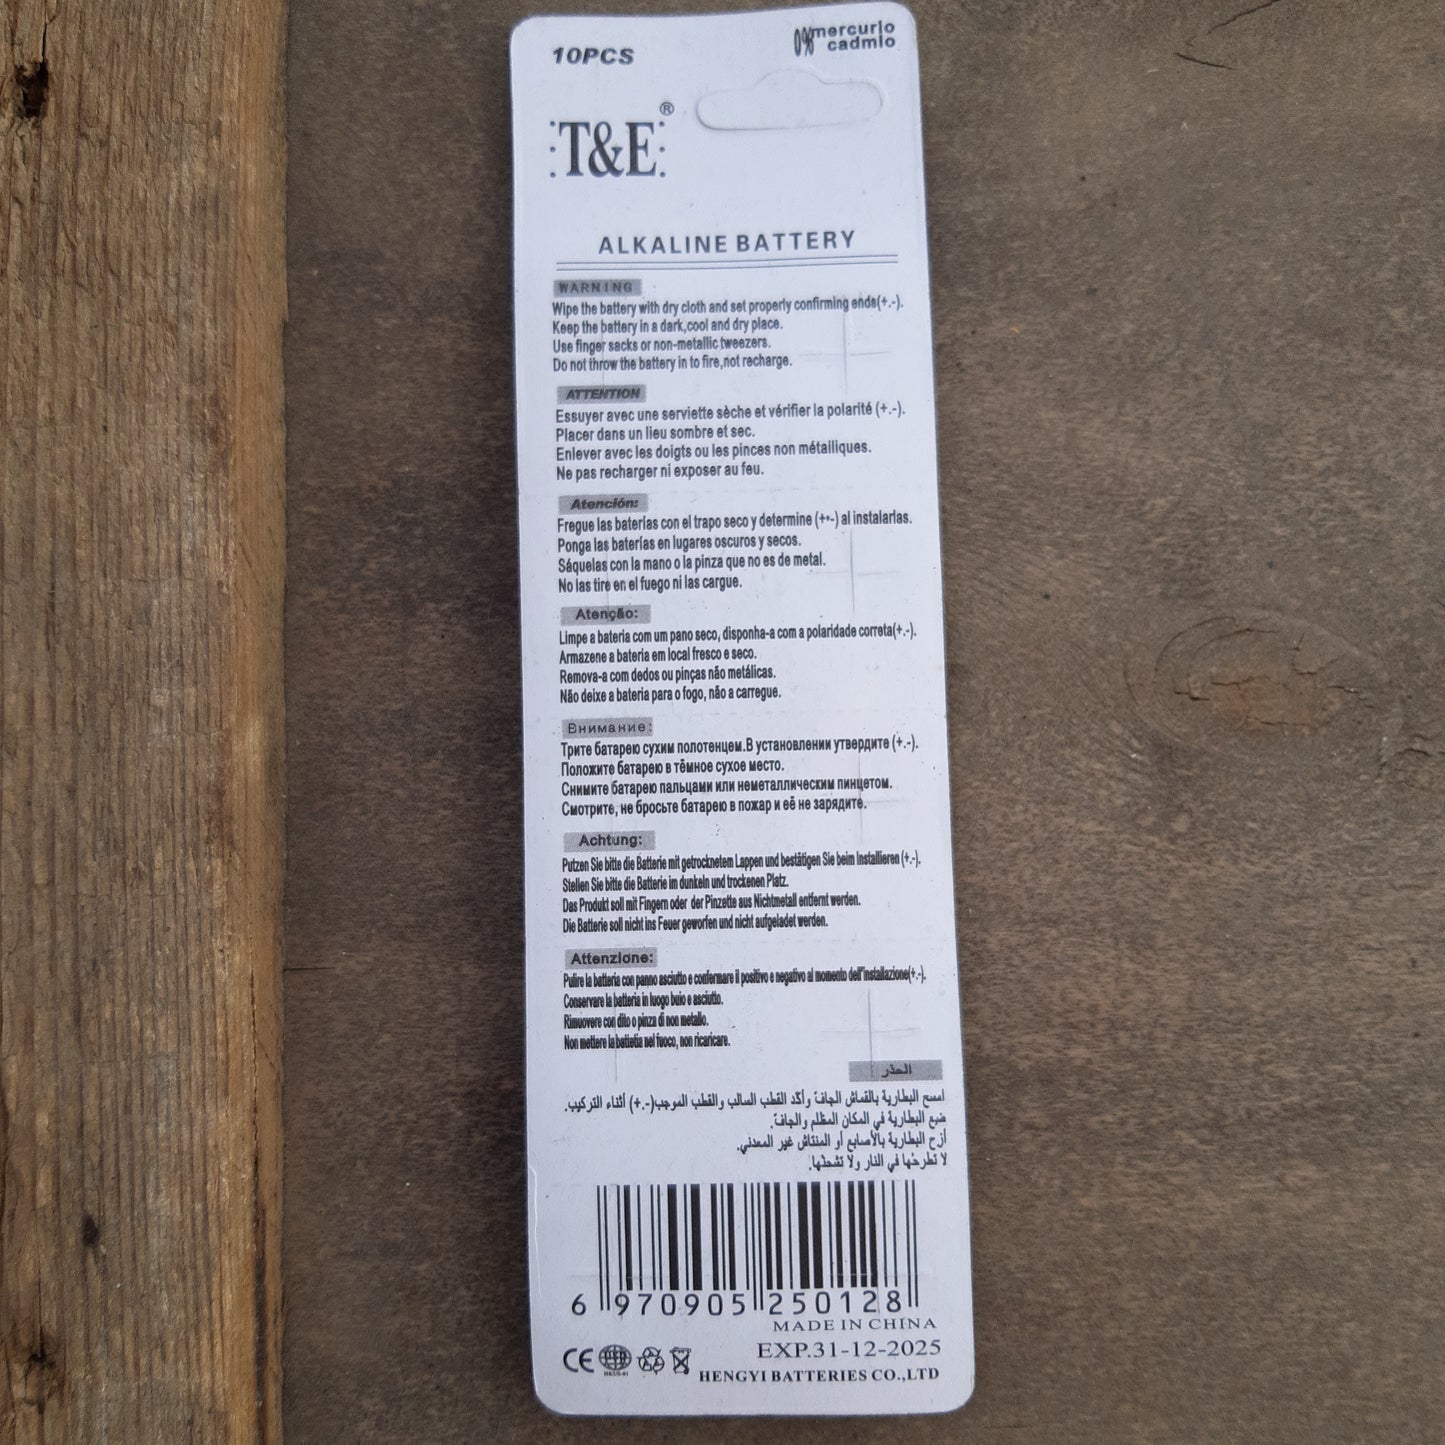 10PCS
0% mercurio
cadmio
T&E®
ALKALINE BATTERY
WARNING
Wipe the battery with dry cloth and set properly confirming ends(+.-).
Keep the battery in a dark,cool and dry place.
Use finger sacks or non-metallic tweezers.
Do not throw the battery in to fire,not recharge.
ATTENTION
Essuyer avec une serviette sèche et vérifier la polarité (+.-).
Placer dans un lieu sombre et sec.
Enlever avec les doigts ou les pinces non métalliques.
Ne pas recharger ni exposer au feu.
Atención:
Fregue las baterías con el trapo seco y determine (+•-) al instalarlas.
Ponga las baterías en lugares oscuros y secos.
Sáquelas con la mano o la pinza que no es de metal.
No las tire en el fuego ni las cargue.
Atenção:
Limpe a bateria com um pano seco, disponha-a com a polaridade correta(+.-).
Armazene a bateria em local fresco e seco.
Remova-a com dedos ou pinças não metálicas.
Não deixe a bateria para o fogo, não a carregue.
Внимание:
Трите батарею сухим полотенцем.В установлении утвердите (+.-).
Положите батарею в тёмное сухое место.
Снимите батарею пальцами или неметаллическим пинцетом.
Смотрите, не бросьте батарею в пожар и её не зарядите.
Achtung:
Putzen Sie bitte die Batterie mit getrocknetem Lappen und bestätigen Sie beim Installieren (+.-).
Stellen Sie bitte die Batterie im dunkeln und trockenen Platz.
Das Produkt soll mit Fingern oder der Pinzette aus Nichtmetall entfernt werden.
Die Batterie soll nicht ins Feuer geworfen und nicht aufgeladet werden.
Attenzione:
Pulire la batteria con panno asciutto e confermare il positivo e negativo al momento dell"installazione(+.-).
Conservare la batteria in luogo buio e asciutto.
Rimuovere con dito o pinza di non metallo.
Non mettere la battetia nel fuoco, non ricaricare.
الحذر
امسح البطارية بالقماش الجافّ وأكّد القطب السالب والقطب الموجب(-.+) أثناء التركيب.
ضع البطارية في المكان المظلم والجافّ.
أزح البطارية بالأصابع أو المنتاش غير المعدني.
لا تطرحْها في النار ولا تشحنْها.
6 970905 250128
MADE IN CHINA
EXP.31-12-2025
CE
HENGYI BATTERIES CO.,LTD